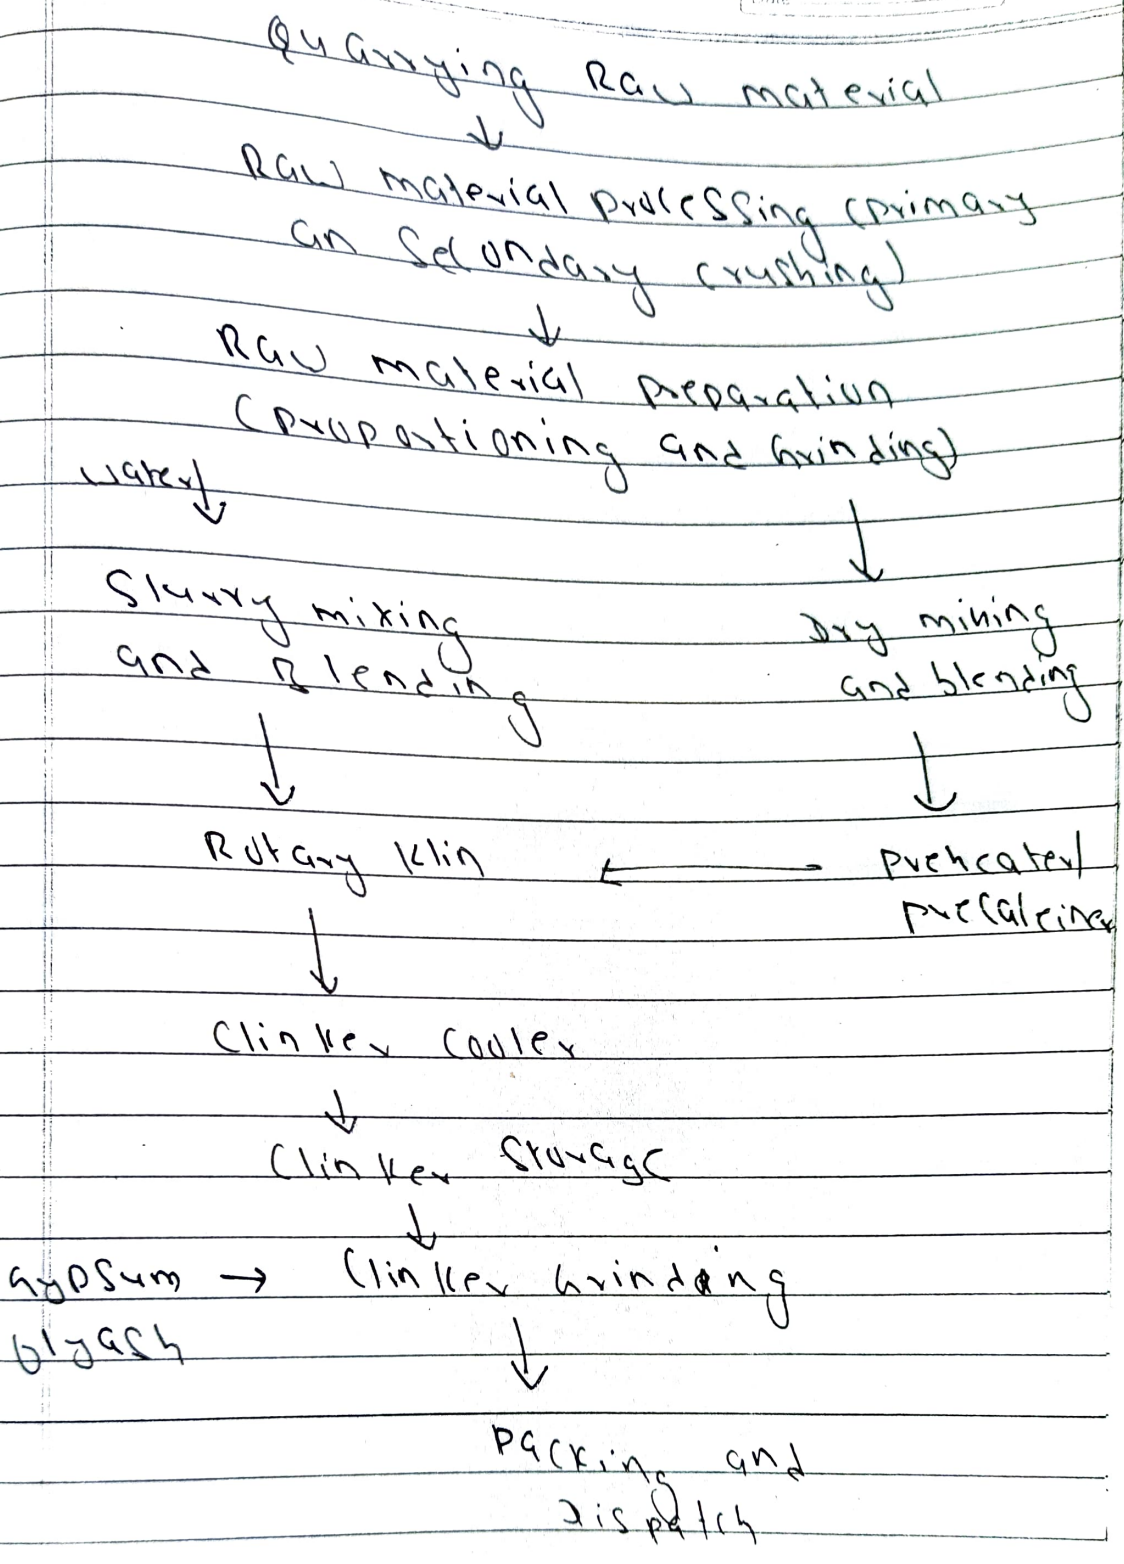 Quarrying Raw material
↓
Raw material processing (primary
an Secondary crushing)
↓
Raw material preparation
(proportioning and Grinding)
water ↓
↓
Slurry mixing
and Blending
Dry mining
and blending
↓
↓
Rotary Klin ← preheater/
precalciner
↓
Clinker Cooler
↓
Clinker Storage
↓
Gypsum → Clinker Grinding
flyash
↓
Packing and
Dispatch